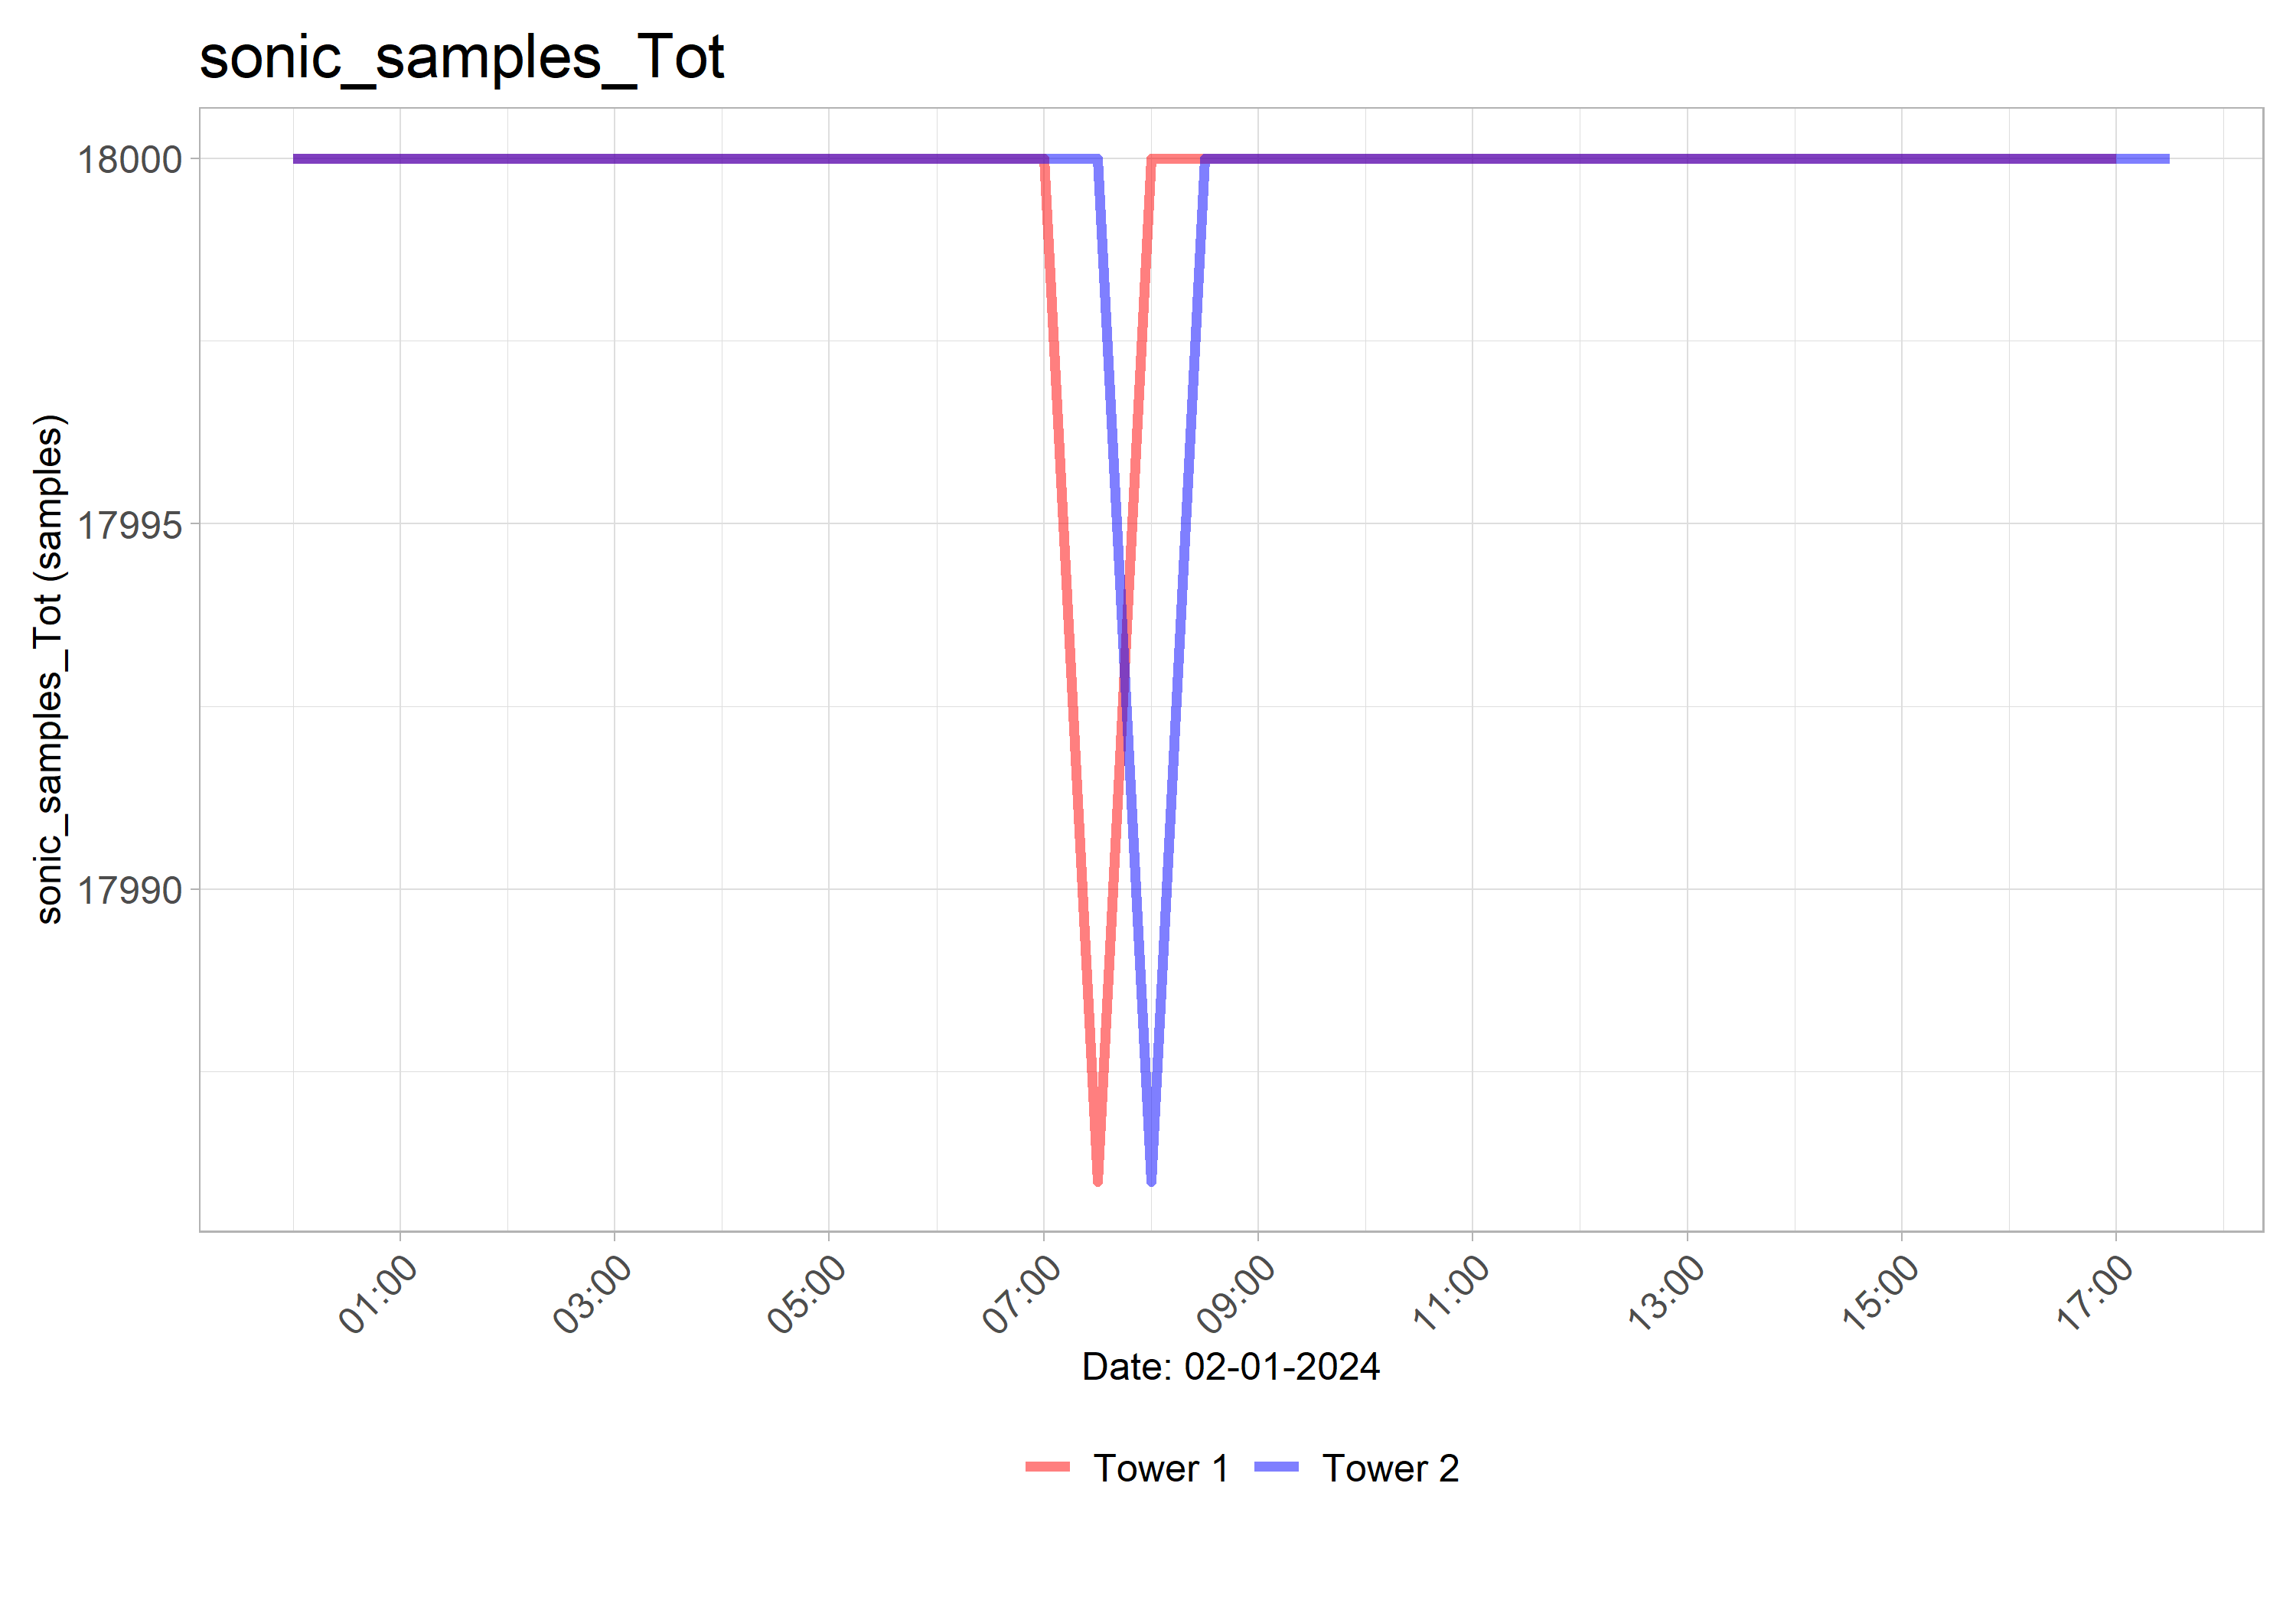 sonic_samples_Tot
sonic_samples_Tot (samples)
18000
17995
17990
01:00
03:00
05:00
07:00
09:00
11:00
13:00
15:00
17:00
Date: 02-01-2024
Tower 1
Tower 2